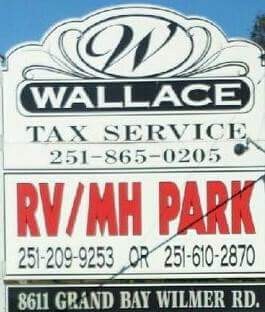 W
WALLACE
TAX SERVICE
251-865-0205
RV/MH PARK
251-209-9253 OR 251-610-2870
8611 GRAND BAY WILMER RD.